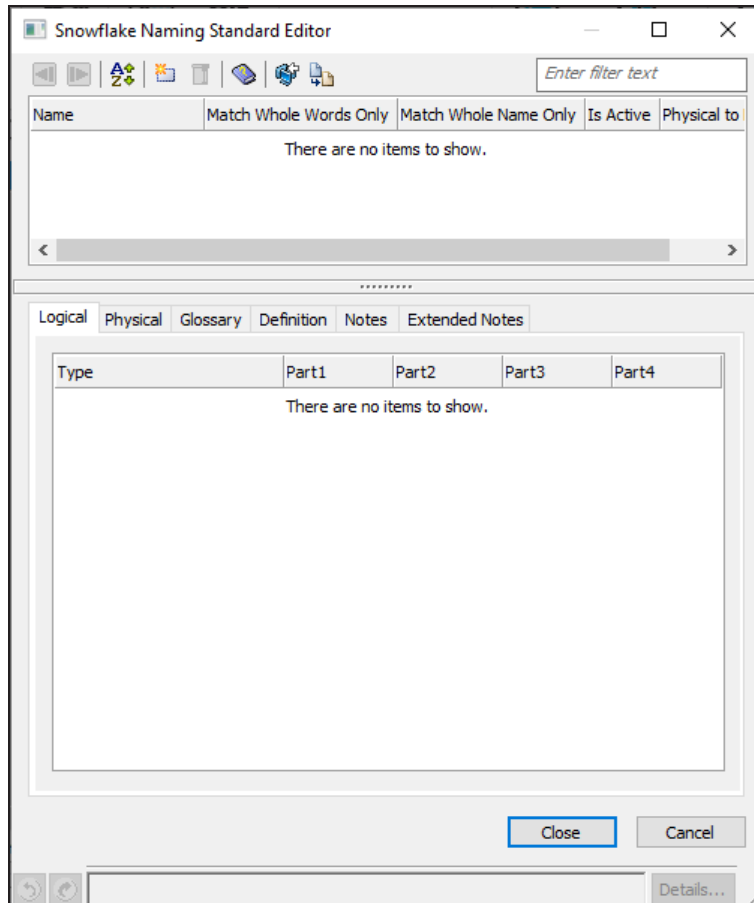 Snowflake Naming Standard Editor
Enter filter text
Name Match Whole Words Only Match Whole Name Only Is Active Physical to
There are no items to show.
Logical Physical Glossary Definition Notes Extended Notes
Type Part1 Part2 Part3 Part4
There are no items to show.
Close Cancel
Details...